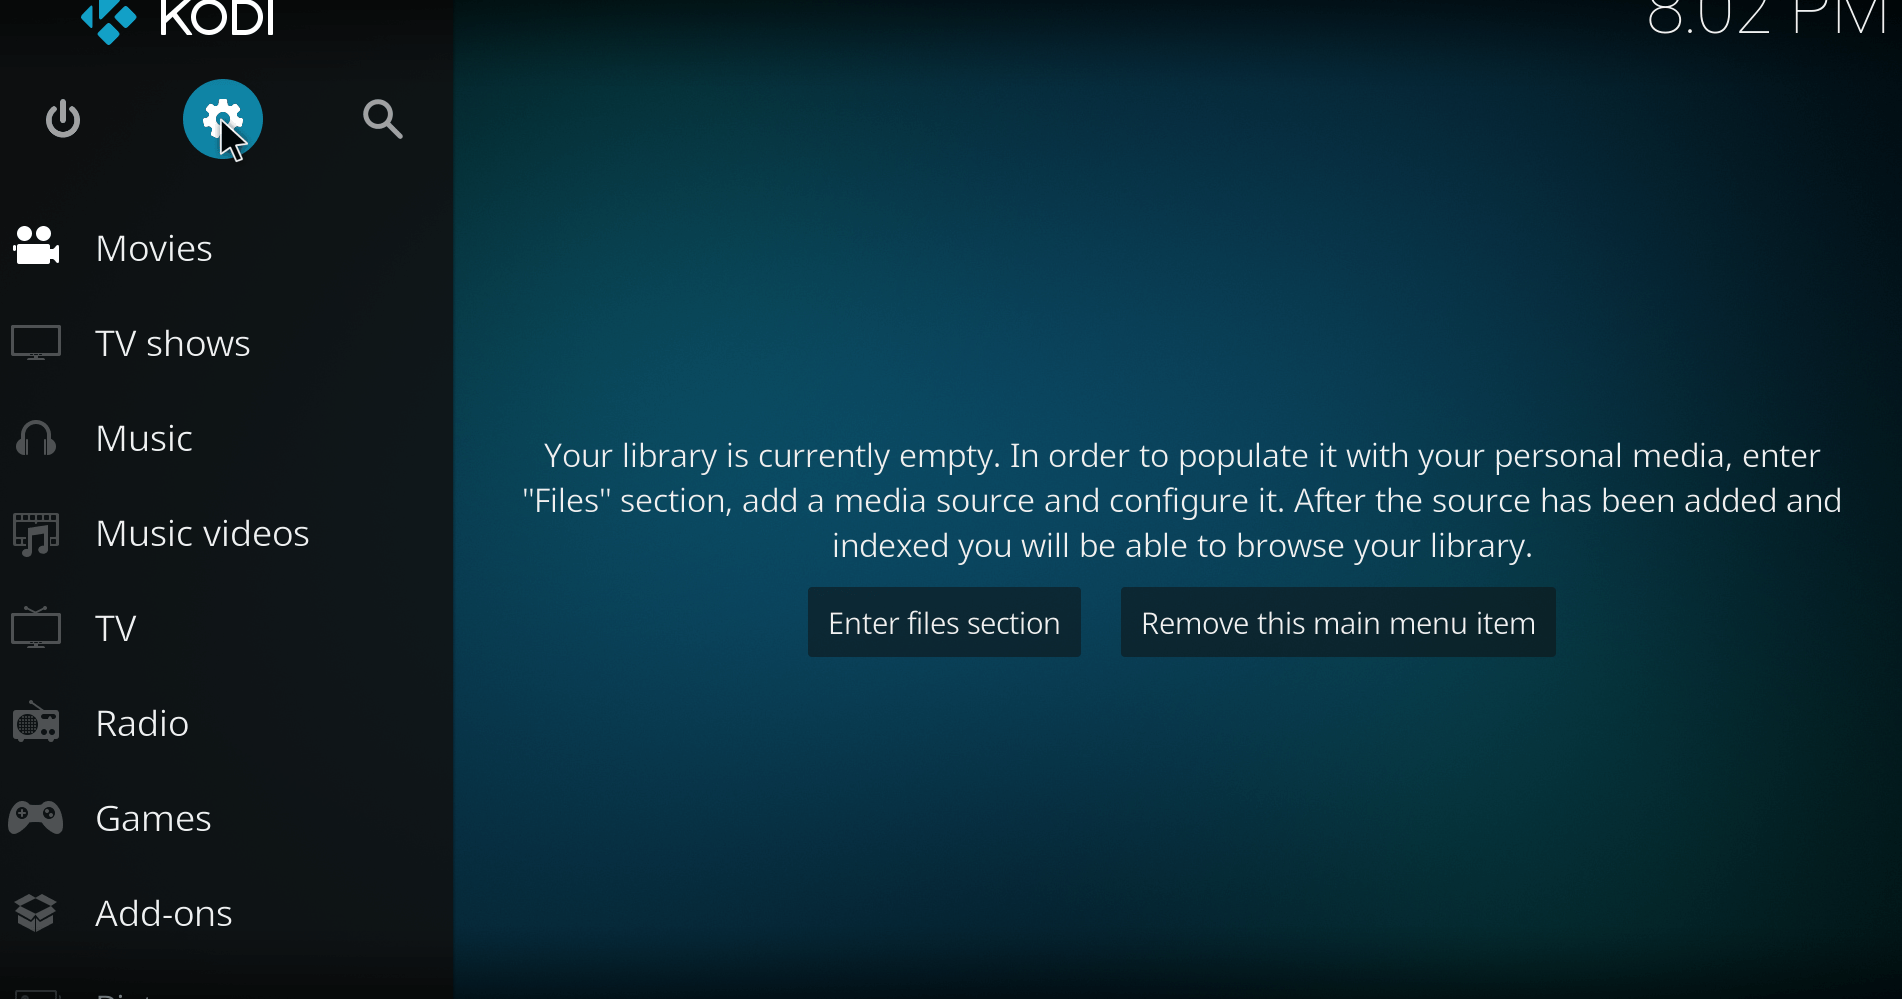 KODI
8:02 PM
Movies
TV shows
Music
Music videos
TV
Radio
Games
Add-ons
Your library is currently empty. In order to populate it with your personal media, enter
"Files" section, add a media source and configure it. After the source has been added and
indexed you will be able to browse your library.
Enter files section
Remove this main menu item